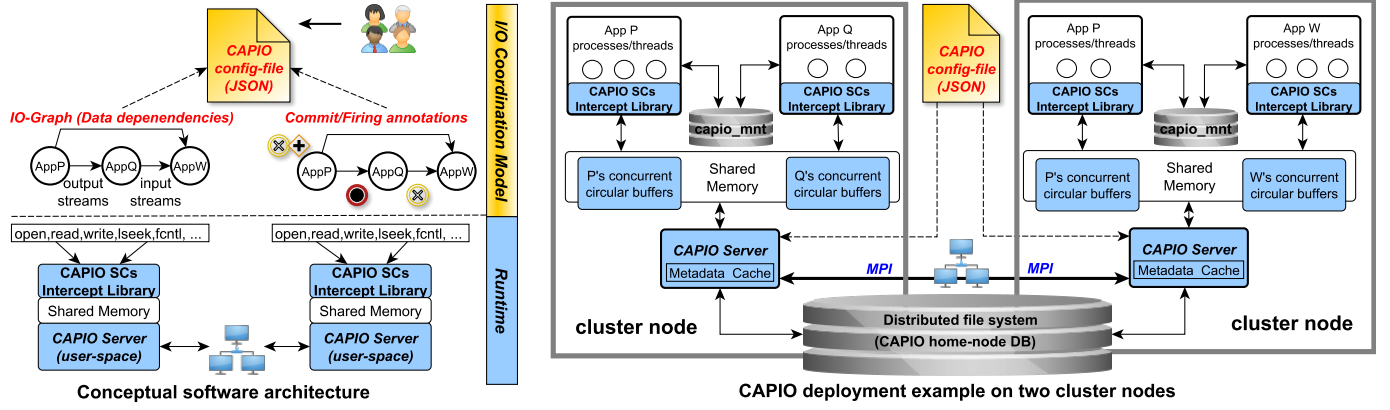 CAPIO
config-file
(JSON)
IO-Graph (Data depenendencies)
Commit/Firing annotations
AppP
AppQ
AppW
output
streams
input
streams
AppP
AppQ
AppW
I/O Coordination Model
open,read,write,lseek,fcntl, ...
open,read,write,lseek,fcntl, ...
CAPIO SCs
Intercept Library
Shared Memory
CAPIO Server
(user-space)
CAPIO SCs
Intercept Library
Shared Memory
CAPIO Server
(user-space)
Runtime
Conceptual software architecture
App P
processes/threads
CAPIO SCs
Intercept Library
App Q
processes/threads
CAPIO SCs
Intercept Library
capio_mnt
P's concurrent
circular buffers
Shared
Memory
Q's concurrent
circular buffers
CAPIO Server
Metadata Cache
cluster node
CAPIO
config-file
(JSON)
MPI
MPI
App P
processes/threads
CAPIO SCs
Intercept Library
App W
processes/threads
CAPIO SCs
Intercept Library
capio_mnt
P's concurrent
circular buffers
Shared
Memory
W's concurrent
circular buffers
CAPIO Server
Metadata Cache
cluster node
Distributed file system
(CAPIO home-node DB)
CAPIO deployment example on two cluster nodes